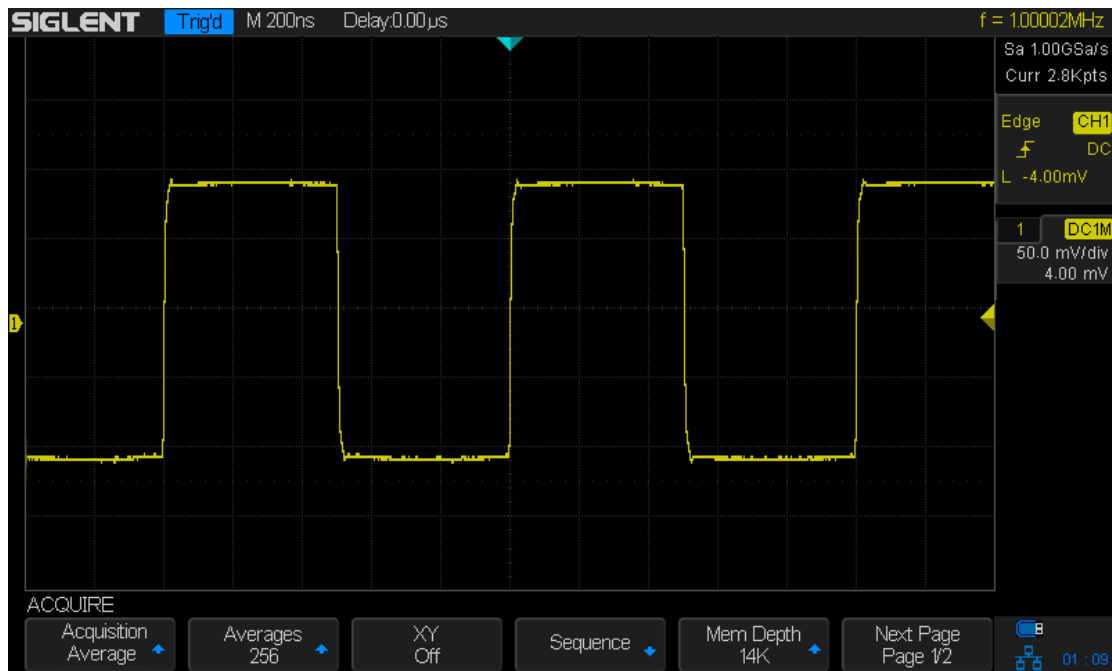 SIGLENT Trig'd M 200ns Delay:0.00µs f = 1.00002MHz
Sa 1.00GSa/s
Curr 2.8Kpts
Edge CH1
DC
L -4.00mV
1 DC1M
50.0 mV/div
4.00 mV
1
ACQUIRE
Acquisition
Average
Averages
256
XY
Off
Sequence
Mem Depth
14K
Next Page
Page 1/2
01 : 09